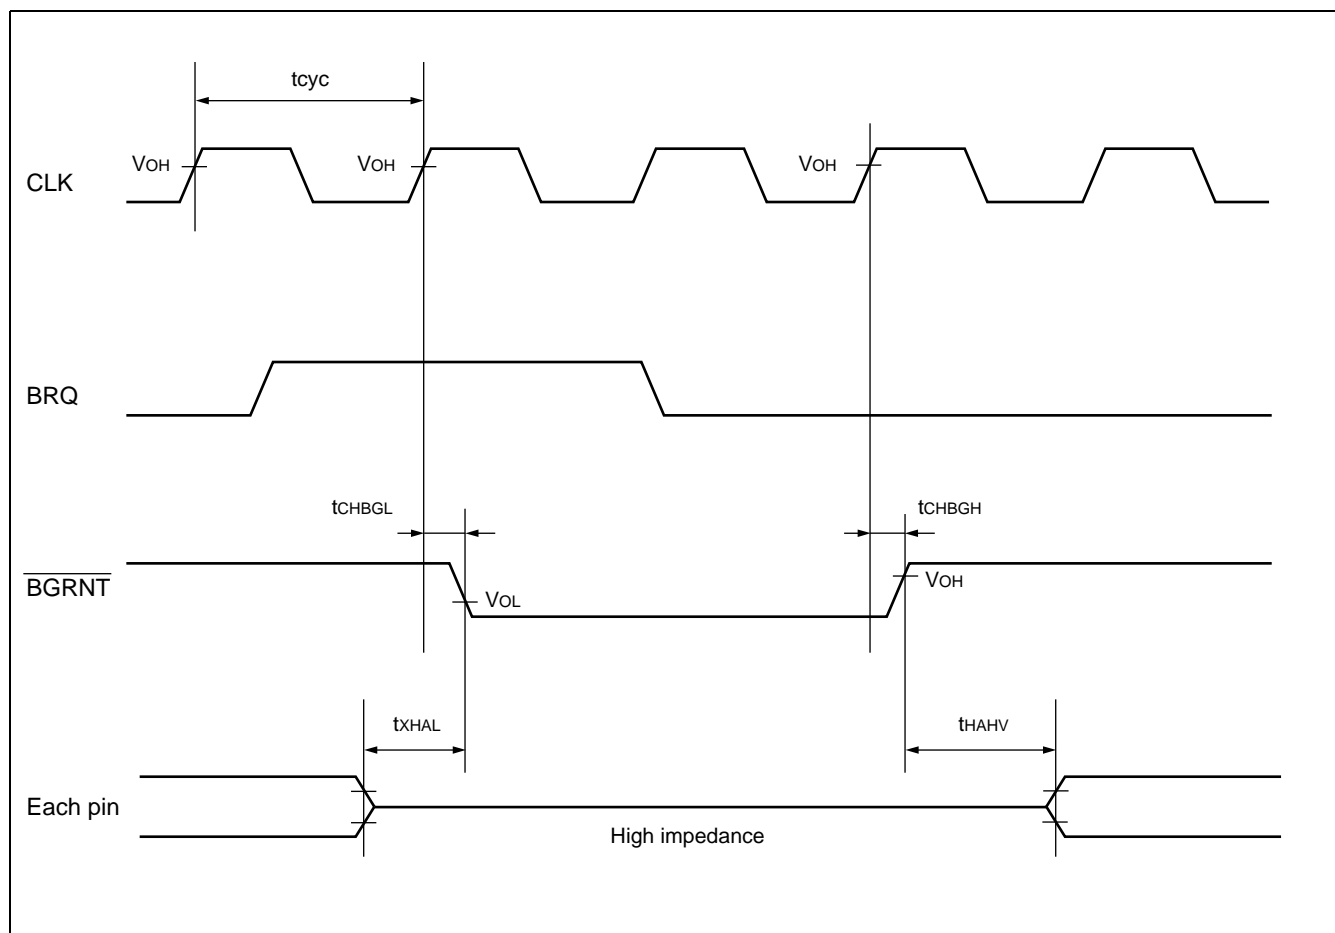 tcyc
VOH
VOH
VOH
CLK
BRQ
tCHBGL
tCHBGH
BGRNT
VOL
VOH
tXHAL
tHAHV
Each pin
High impedance